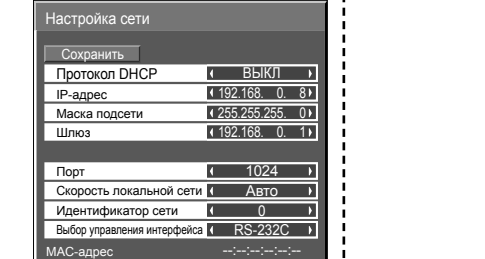 Настройка сети
Сохранить
Протокол DHCP ВЫКЛ
IP-адрес 192.168. 0. 8
Маска подсети 255.255.255. 0
Шлюз 192.168. 0. 1
Порт 1024
Скорость локальной сети Авто
Идентификатор сети 0
Выбор управления интерфейса RS-232C
MAC-адрес --:--:--:--:--:--